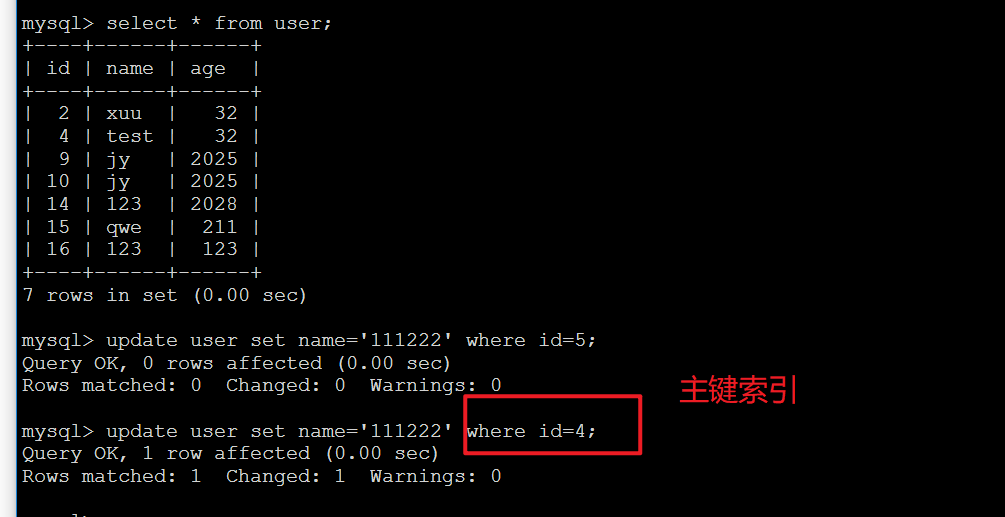 mysql> select * from user;
+----+------+------+
| id | name | age  |
+----+------+------+
|  2 | xuu  |   32 |
|  4 | test |   32 |
|  9 | jy   | 2025 |
| 10 | jy   | 2025 |
| 14 | 123  | 2028 |
| 15 | qwe  |  211 |
| 16 | 123  |  123 |
+----+------+------+
7 rows in set (0.00 sec)
mysql> update user set name='111222' where id=5;
Query OK, 0 rows affected (0.00 sec)
Rows matched: 0  Changed: 0  Warnings: 0
主键索引
mysql> update user set name='111222' where id=4;
Query OK, 1 row affected (0.00 sec)
Rows matched: 1  Changed: 1  Warnings: 0